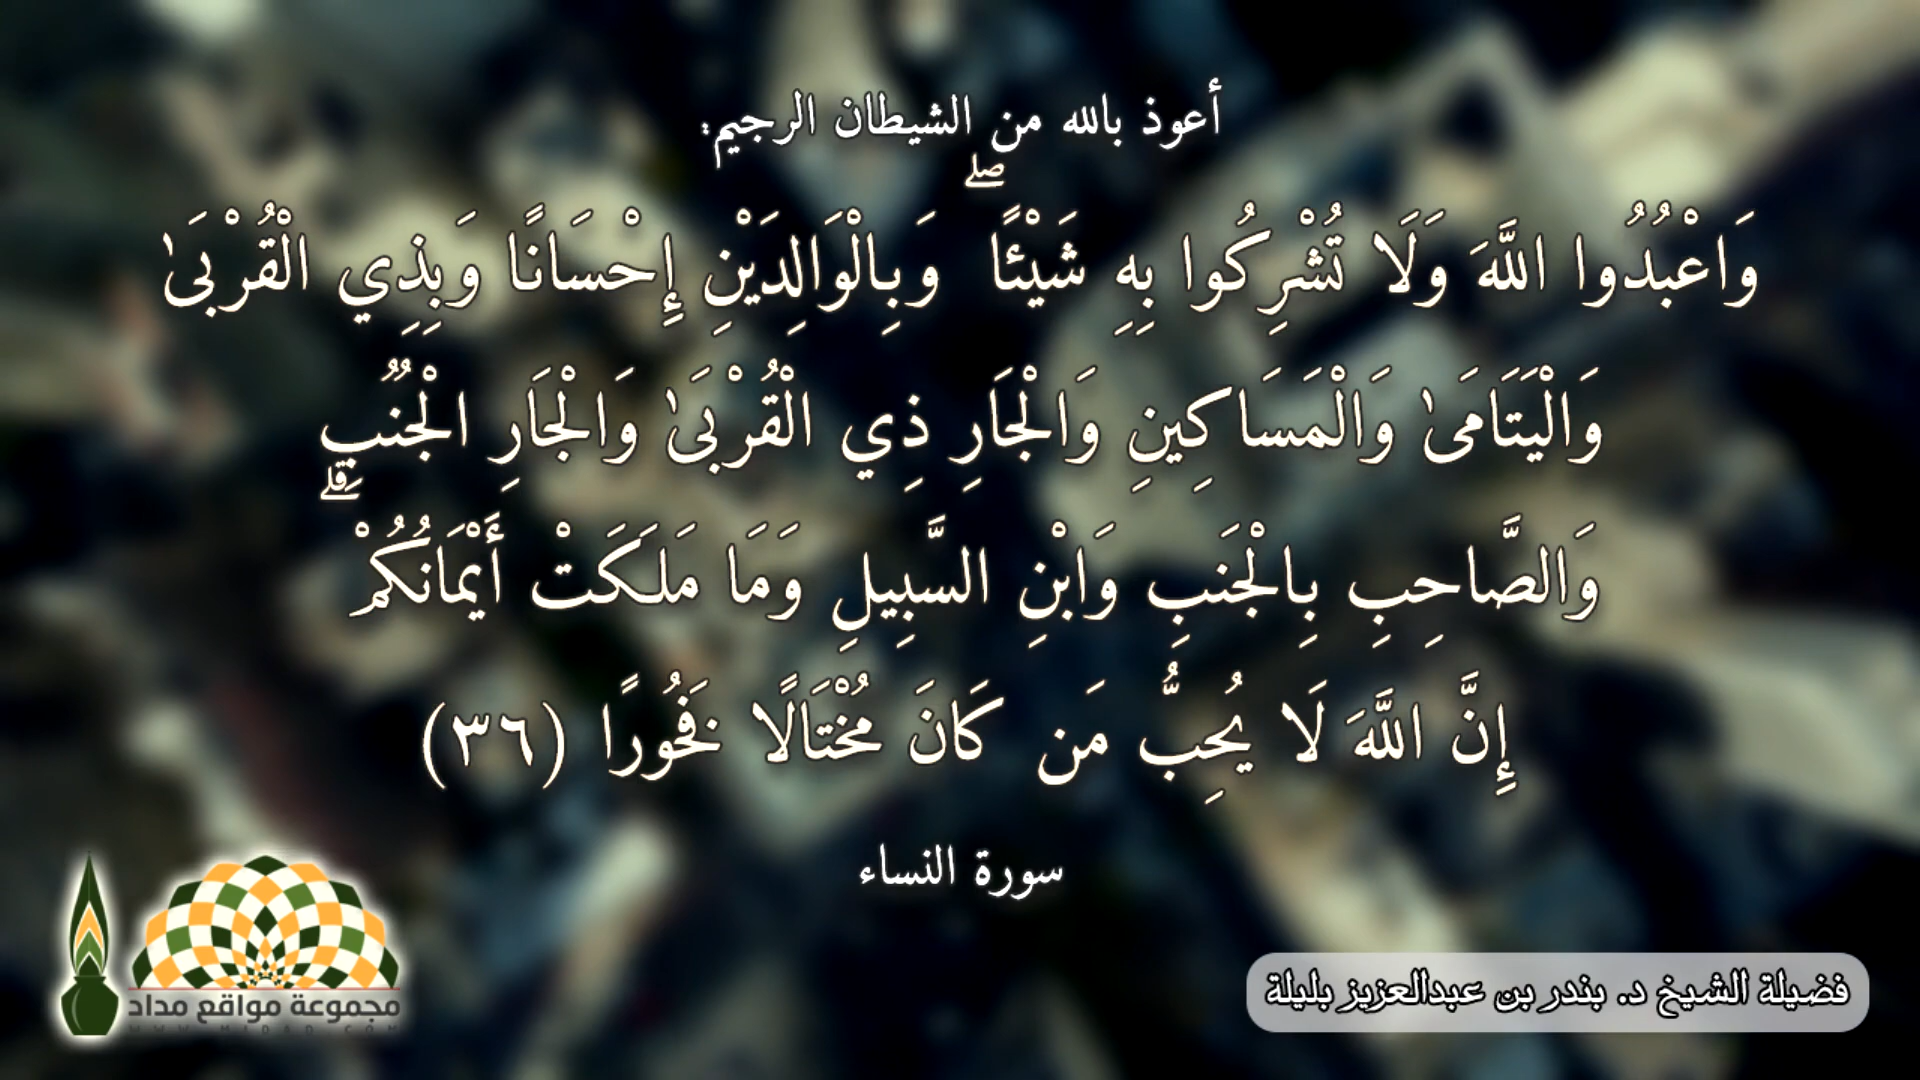 أعوذ بالله من الشيطان الرجيم:
وَاعْبُدُوا اللَّهَ وَلَا تُشْرِكُوا بِهِ شَيْئًا ۖ وَبِالْوَالِدَيْنِ إِحْسَانًا وَبِذِي الْقُرْبَىٰ
وَالْيَتَامَىٰ وَالْمَسَاكِينِ وَالْجَارِ ذِي الْقُرْبَىٰ وَالْجَارِ الْجُنُبِ
وَالصَّاحِبِ بِالْجَنبِ وَابْنِ السَّبِيلِ وَمَا مَلَكَتْ أَيْمَانُكُمْ ۗ
إِنَّ اللَّهَ لَا يُحِبُّ مَن كَانَ مُخْتَالًا فَخُورًا (٣٦)
سورة النساء
فضيلة الشيخ د. بندر بن عبدالعزيز بليلة
مجموعة مواقع مداد